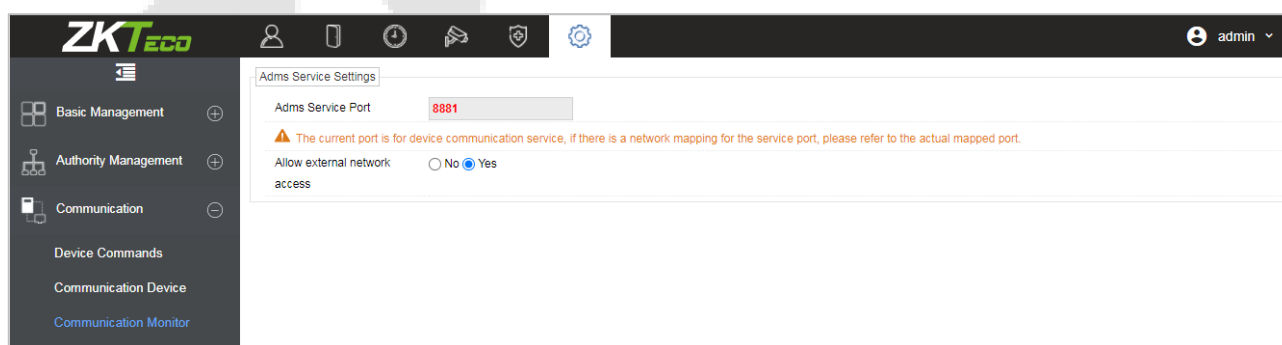 ZKTECO
admin
Adms Service Settings
Basic Management
Adms Service Port 8881
The current port is for device communication service, if there is a network mapping for the service port, please refer to the actual mapped port.
Authority Management
Allow external network access No Yes
Communication
Device Commands
Communication Device
Communication Monitor